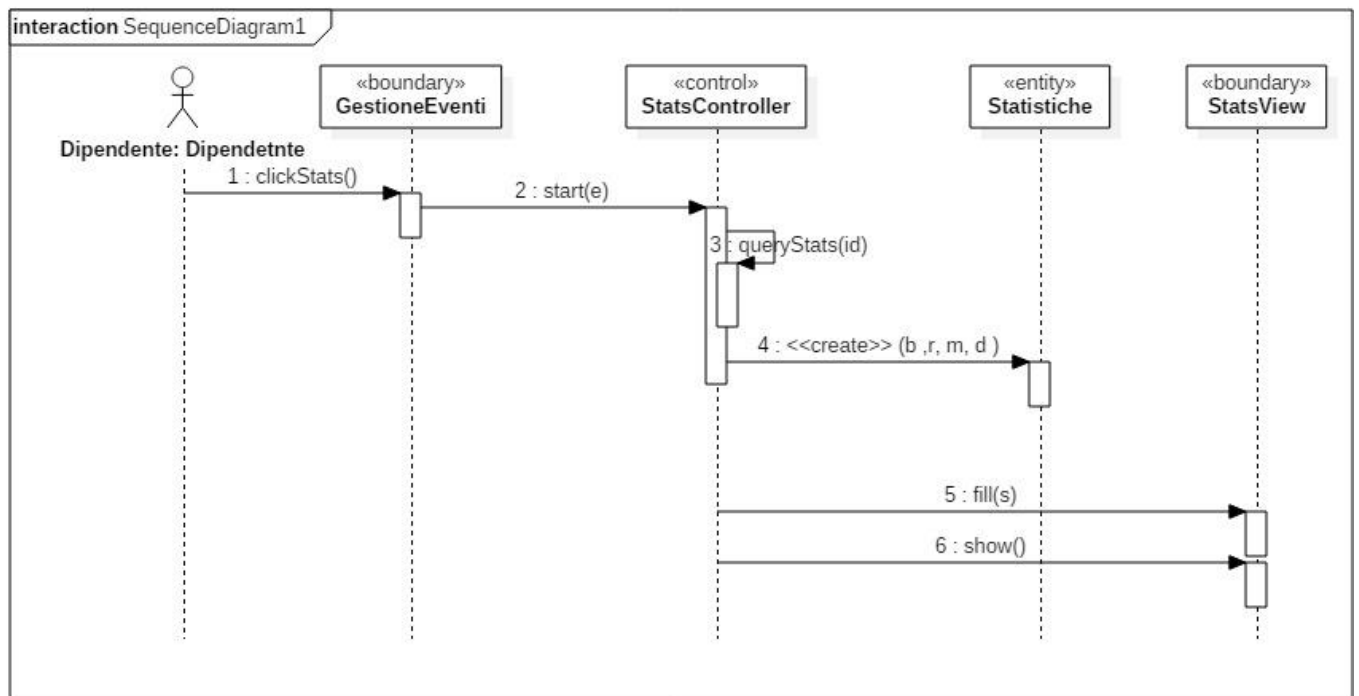 interaction SequenceDiagram1
«boundary»
GestioneEventi
«control»
StatsController
«entity»
Statistiche
«boundary»
StatsView
Dipendente: Dipendetnte
1 : clickStats()
2 : start(e)
3 : queryStats(id)
4 : <<create>> (b ,r, m, d )
5 : fill(s)
6 : show()